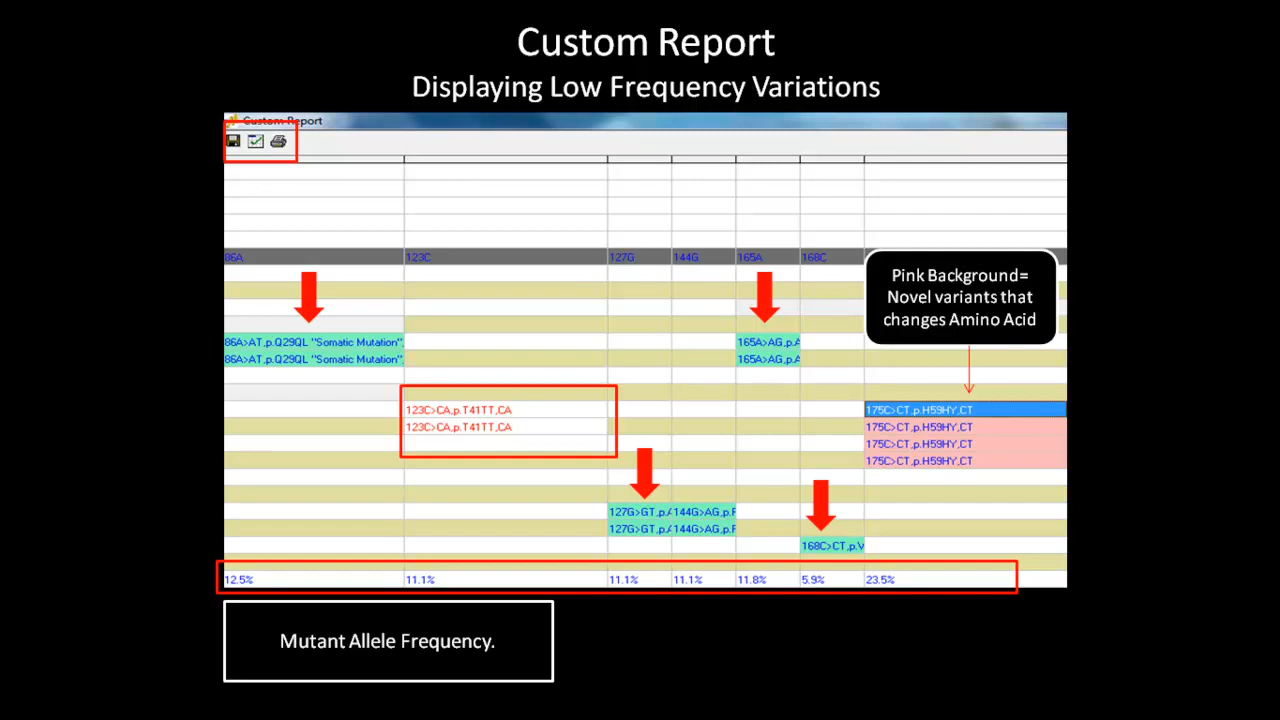 Custom Report
Displaying Low Frequency Variations
Custom Report
86A 123C 127G 144G 165A 168C
Pink Background=
Novel variants that
changes Amino Acid
86A>AT,p.Q29QL "Somatic Mutation", 165A>AG,p.A
86A>AT,p.Q29QL "Somatic Mutation", 165A>AG,p.A
123C>CA,p.T41TT,CA 175C>CT,p.H59HY,CT
123C>CA,p.T41TT,CA 175C>CT,p.H59HY,CT
175C>CT,p.H59HY,CT
175C>CT,p.H59HY,CT
127G>GT,p.A 144G>AG,p.F
127G>GT,p.A 144G>AG,p.F
168C>CT,p.V
12.5% 11.1% 11.1% 11.1% 11.8% 5.9% 23.5%
Mutant Allele Frequency.